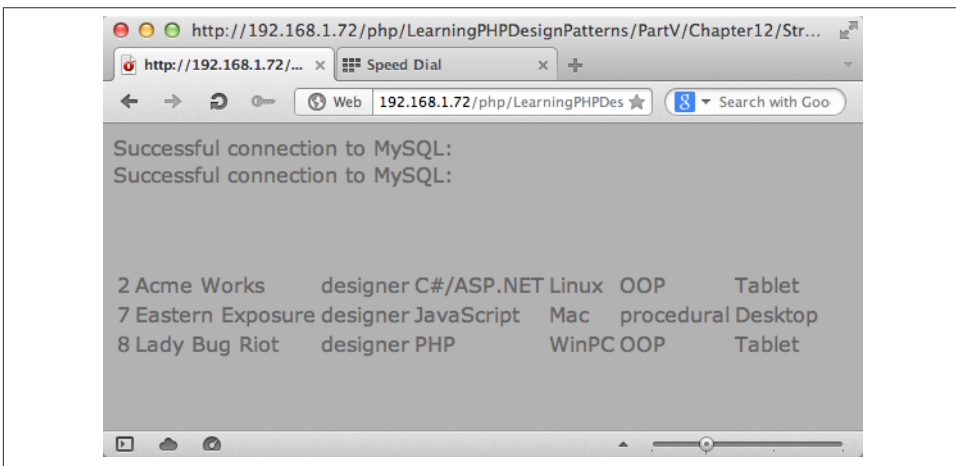 http://192.168.1.72/php/LearningPHPDesignPatterns/PartV/Chapter12/Str...
http://192.168.1.72/... × Speed Dial × +
Web 192.168.1.72/php/LearningPHPDes 8 Search with Goo
Successful connection to MySQL:
Successful connection to MySQL:
2 Acme Works designer C#/ASP.NET Linux OOP Tablet
7 Eastern Exposure designer JavaScript Mac procedural Desktop
8 Lady Bug Riot designer PHP WinPC OOP Tablet